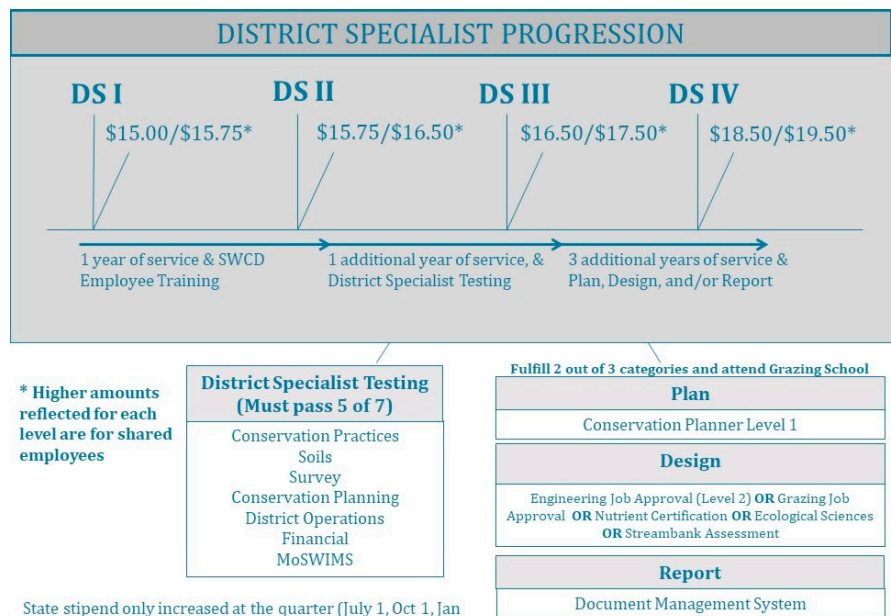 DISTRICT SPECIALIST PROGRESSION
DS I
DS II
DS III
DS IV
$15.00/$15.75*
$15.75/$16.50*
$16.50/$17.50*
$18.50/$19.50*
1 year of service & SWCD
Employee Training
1 additional year of service, &
District Specialist Testing
3 additional years of service &
Plan, Design, and/or Report
* Higher amounts
reflected for each
level are for shared
employees
District Specialist Testing
(Must pass 5 of 7)
Conservation Practices
Soils
Survey
Conservation Planning
District Operations
Financial
MoSWIMS
Fulfill 2 out of 3 categories and attend Grazing School
Plan
Conservation Planner Level 1
Design
Engineering Job Approval (Level 2) OR Grazing Job
Approval OR Nutrient Certification OR Ecological Sciences
OR Streambank Assessment
Report
Document Management System
State stipend only increased at the quarter (July 1, Oct 1, Jan